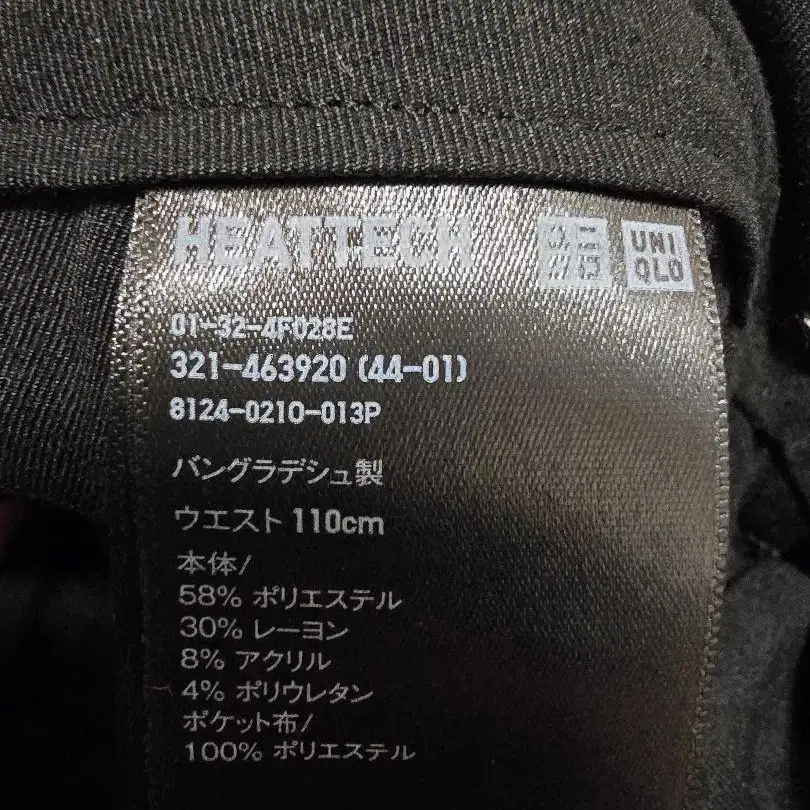 HEATTECH
ユニ
クロ
UNI
QLO
01-32-4F028E
321-463920 (44-01)
8124-0210-013P
バングラデシュ製
ウエスト 110cm
本体/
58% ポリエステル
30% レーヨン
8% アクリル
4% ポリウレタン
ポケット布/
100% ポリエステル